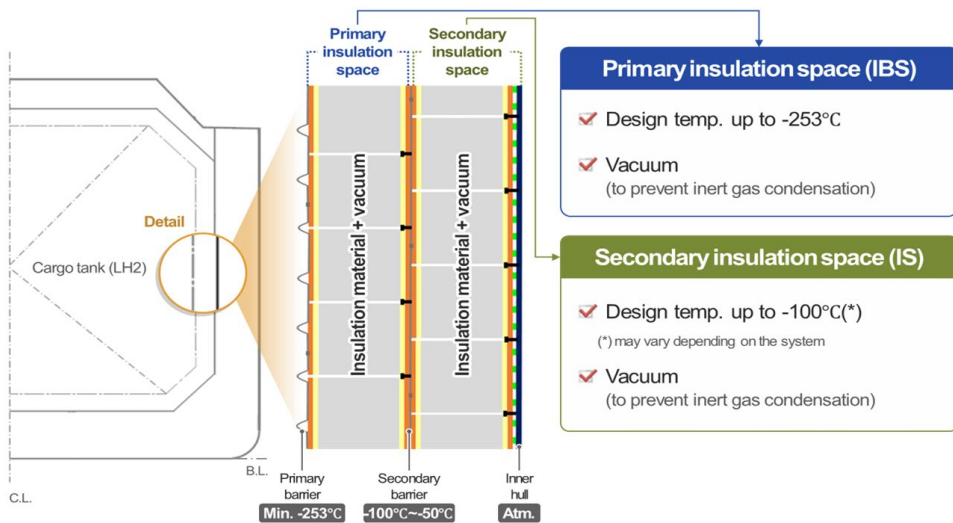 Primary
insulation
space
Secondary
insulation
space
Primary insulation space (IBS)
Design temp. up to -253℃
Vacuum
(to prevent inert gas condensation)
Secondary insulation space (IS)
Design temp. up to -100℃(*)
(*) may vary depending on the system
Vacuum
(to prevent inert gas condensation)
Detail
Cargo tank (LH2)
Insulation material + vacuum
Insulation material + vacuum
B.L.
C.L.
Primary
barrier
Min. -253℃
Secondary
barrier
-100℃~-50℃
Inner
hull
Atm.